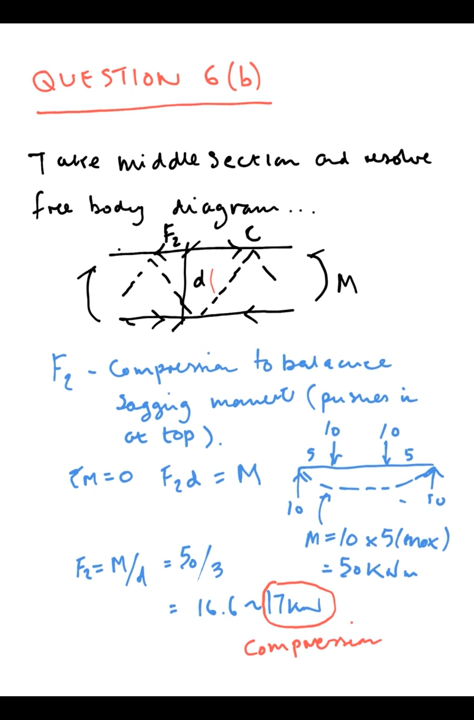 QUESTION 6(b)
Take middle section and resolve
free body diagram...
F2 C
d M
F2 - Compression to balance
sagging moment (pushes in
at top).
10 10
5 5
ΣM=0 F2d = M
10 10
M=10 x 5(max)
= 50KNm
F2= M/d = 50/3
= 16.6 ~ 17KN
Compression